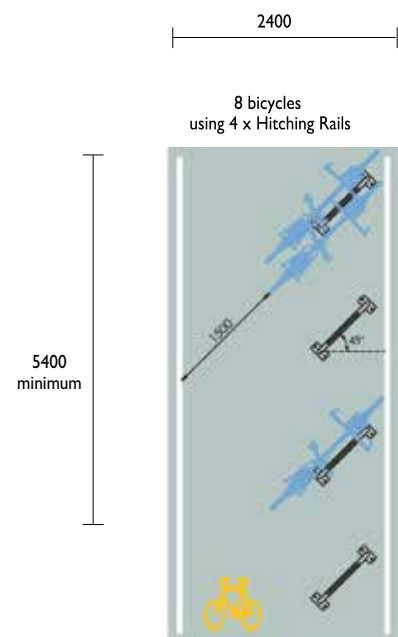 2400
8 bicycles
using 4 x Hitching Rails
1500
45°
5400
minimum